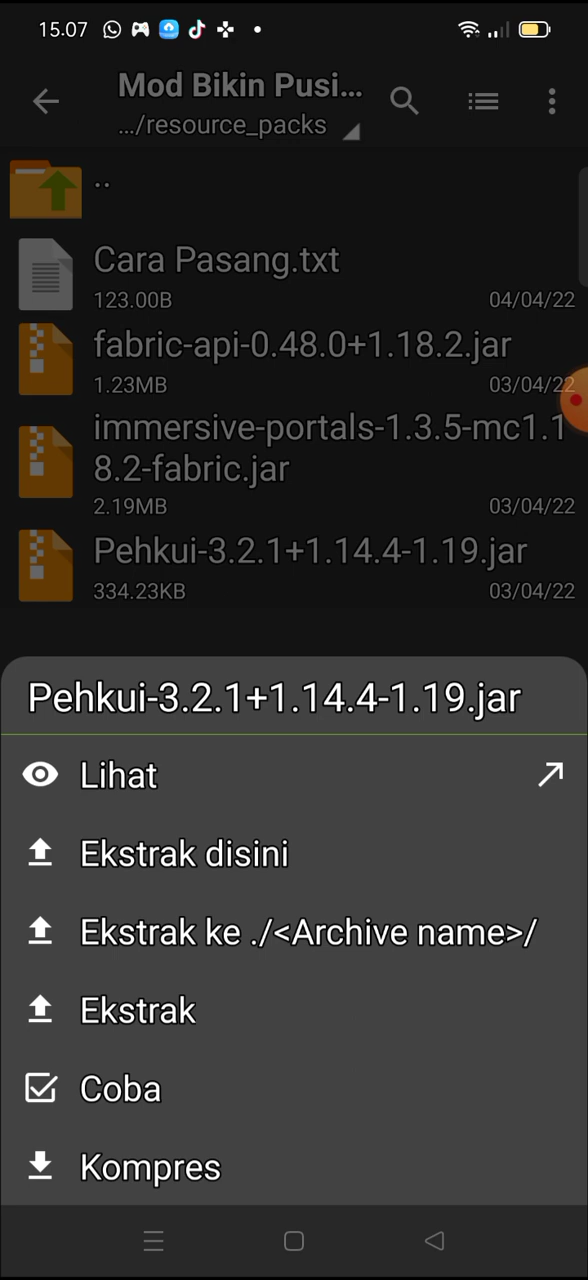 15.07
Mod Bikin Pusi...
.../resource_packs
..
Cara Pasang.txt
123.00B 04/04/22
fabric-api-0.48.0+1.18.2.jar
1.23MB 03/04/22
immersive-portals-1.3.5-mc1.1
8.2-fabric.jar
2.19MB 03/04/22
Pehkui-3.2.1+1.14.4-1.19.jar
334.23KB 03/04/22
Pehkui-3.2.1+1.14.4-1.19.jar
Lihat
Ekstrak disini
Ekstrak ke ./<Archive name>/
Ekstrak
Coba
Kompres